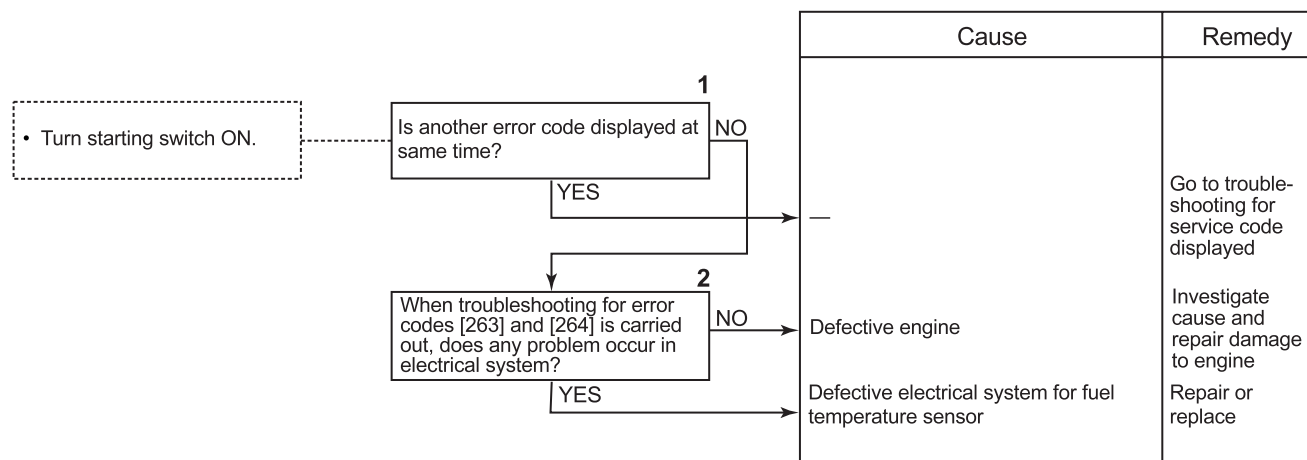 Cause
Remedy
1
• Turn starting switch ON.
Is another error code displayed at
same time?
NO
YES
—
Go to trouble-
shooting for
service code
displayed
2
When troubleshooting for error
codes [263] and [264] is carried
out, does any problem occur in
electrical system?
NO
Defective engine
Investigate
cause and
repair damage
to engine
YES
Defective electrical system for fuel
temperature sensor
Repair or
replace